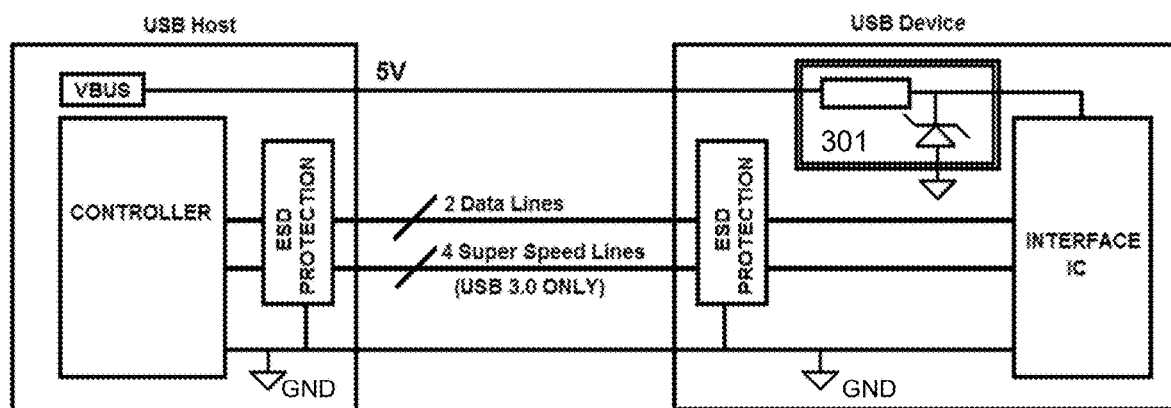 USB Host
USB Device
5V
VBUS
301
CONTROLLER
ESD
PROTECTION
2 Data Lines
4 Super Speed Lines
(USB 3.0 ONLY)
ESD
PROTECTION
INTERFACE
IC
GND
GND